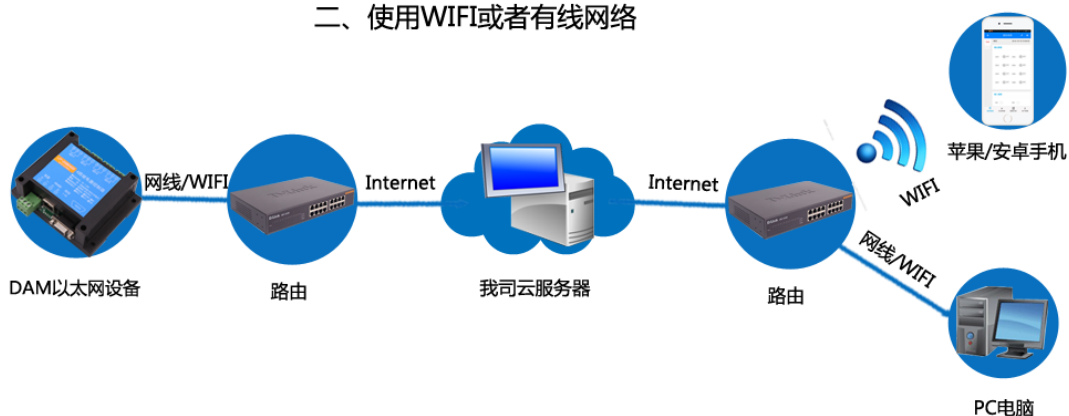 二、使用WIFI或者有线网络
网线/WIFI
Internet
Internet
WIFI
苹果/安卓手机
网线/WIFI
DAM以太网设备
路由
我司云服务器
路由
PC电脑